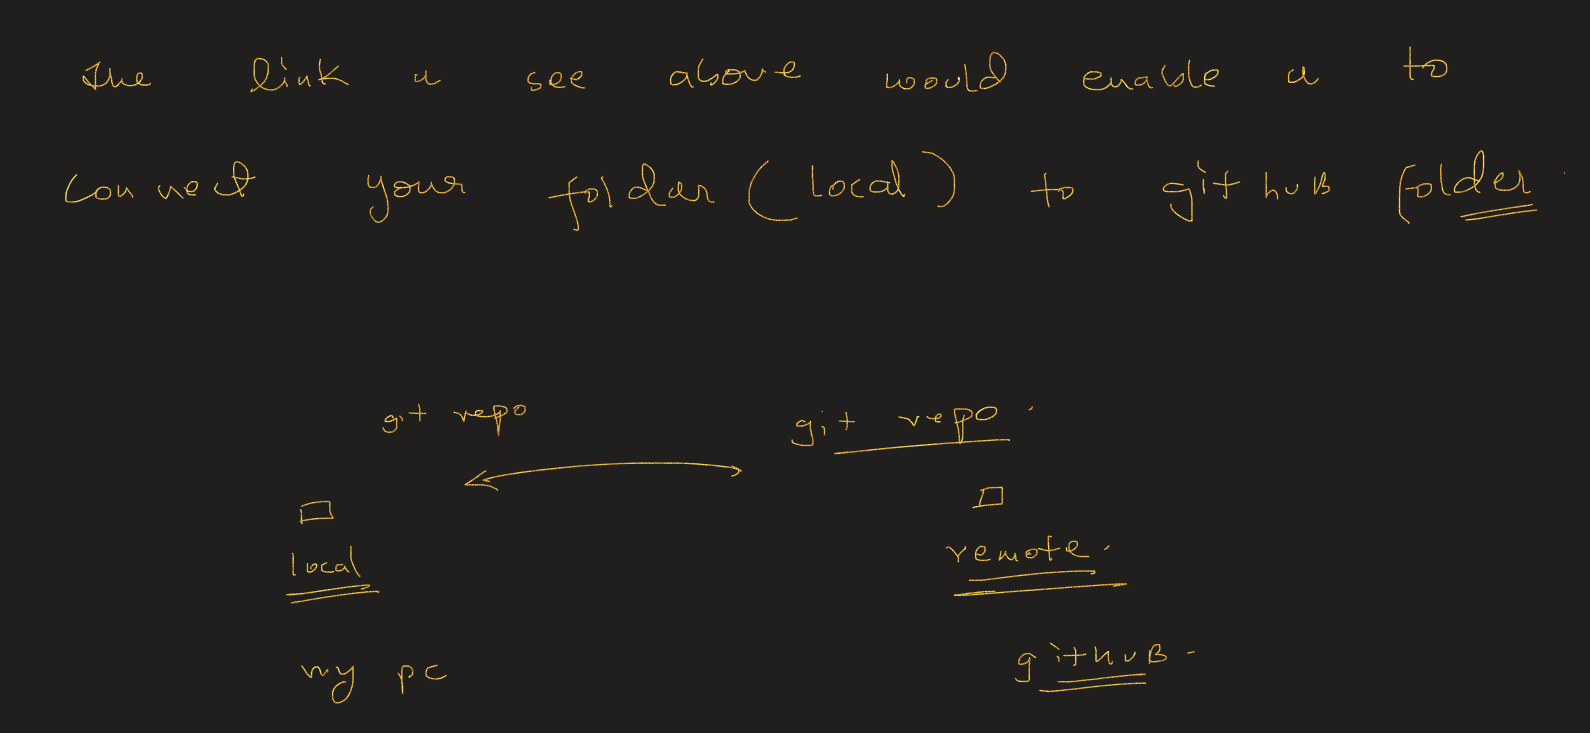 The link u see above would enable u to
connect your folder (local) to githuB folder.
git repo git repo.
local remote.
my pc githuB.